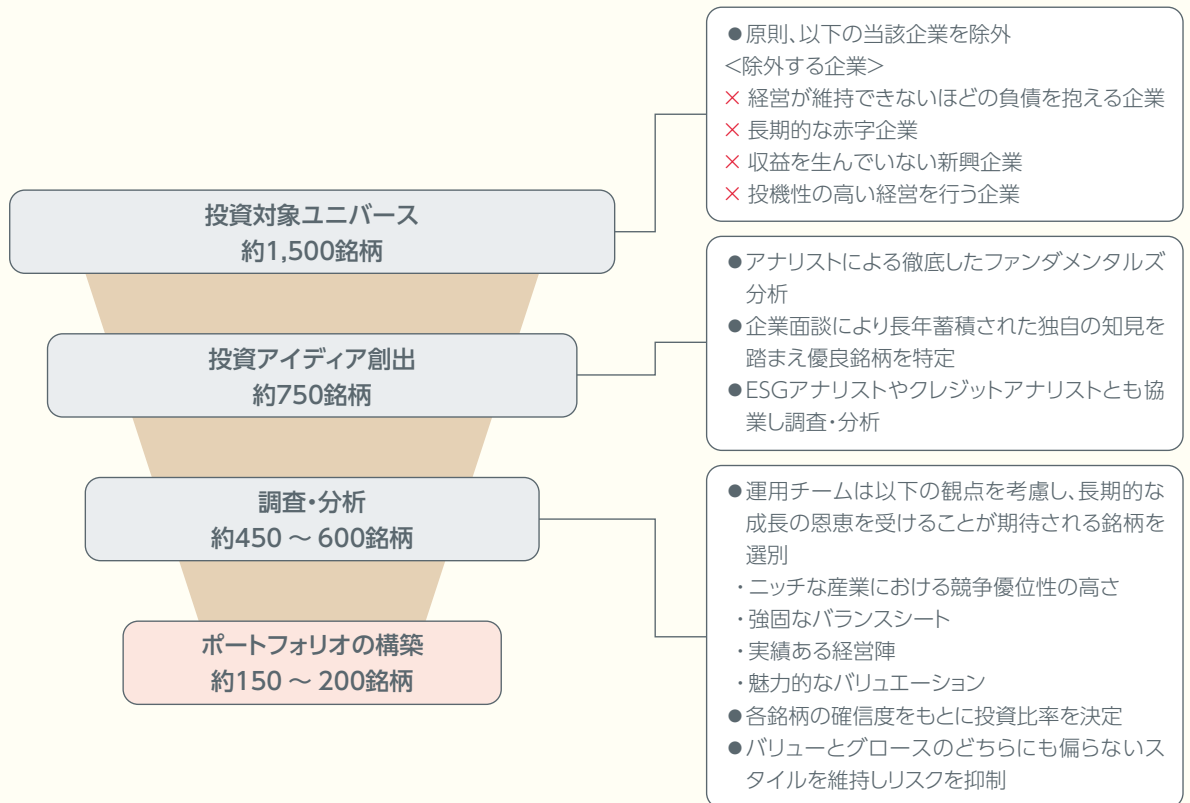 投資対象ユニバース
約1,500銘柄
投資アイディア創出
約750銘柄
調査・分析
約450 ～ 600銘柄
ポートフォリオの構築
約150 ～ 200銘柄
●原則、以下の当該企業を除外
＜除外する企業＞
× 経営が維持できないほどの負債を抱える企業
× 長期的な赤字企業
× 収益を生んでいない新興企業
× 投機性の高い経営を行う企業
●アナリストによる徹底したファンダメンタルズ
分析
●企業面談により長年蓄積された独自の知見を
踏まえ優良銘柄を特定
●ESGアナリストやクレジットアナリストとも協
業し調査・分析
●運用チームは以下の観点を考慮し、長期的な
成長の恩恵を受けることが期待される銘柄を
選別
・ニッチな産業における競争優位性の高さ
・強固なバランスシート
・実績ある経営陣
・魅力的なバリュエーション
●各銘柄の確信度をもとに投資比率を決定
●バリューとグロースのどちらにも偏らないス
タイルを維持しリスクを抑制